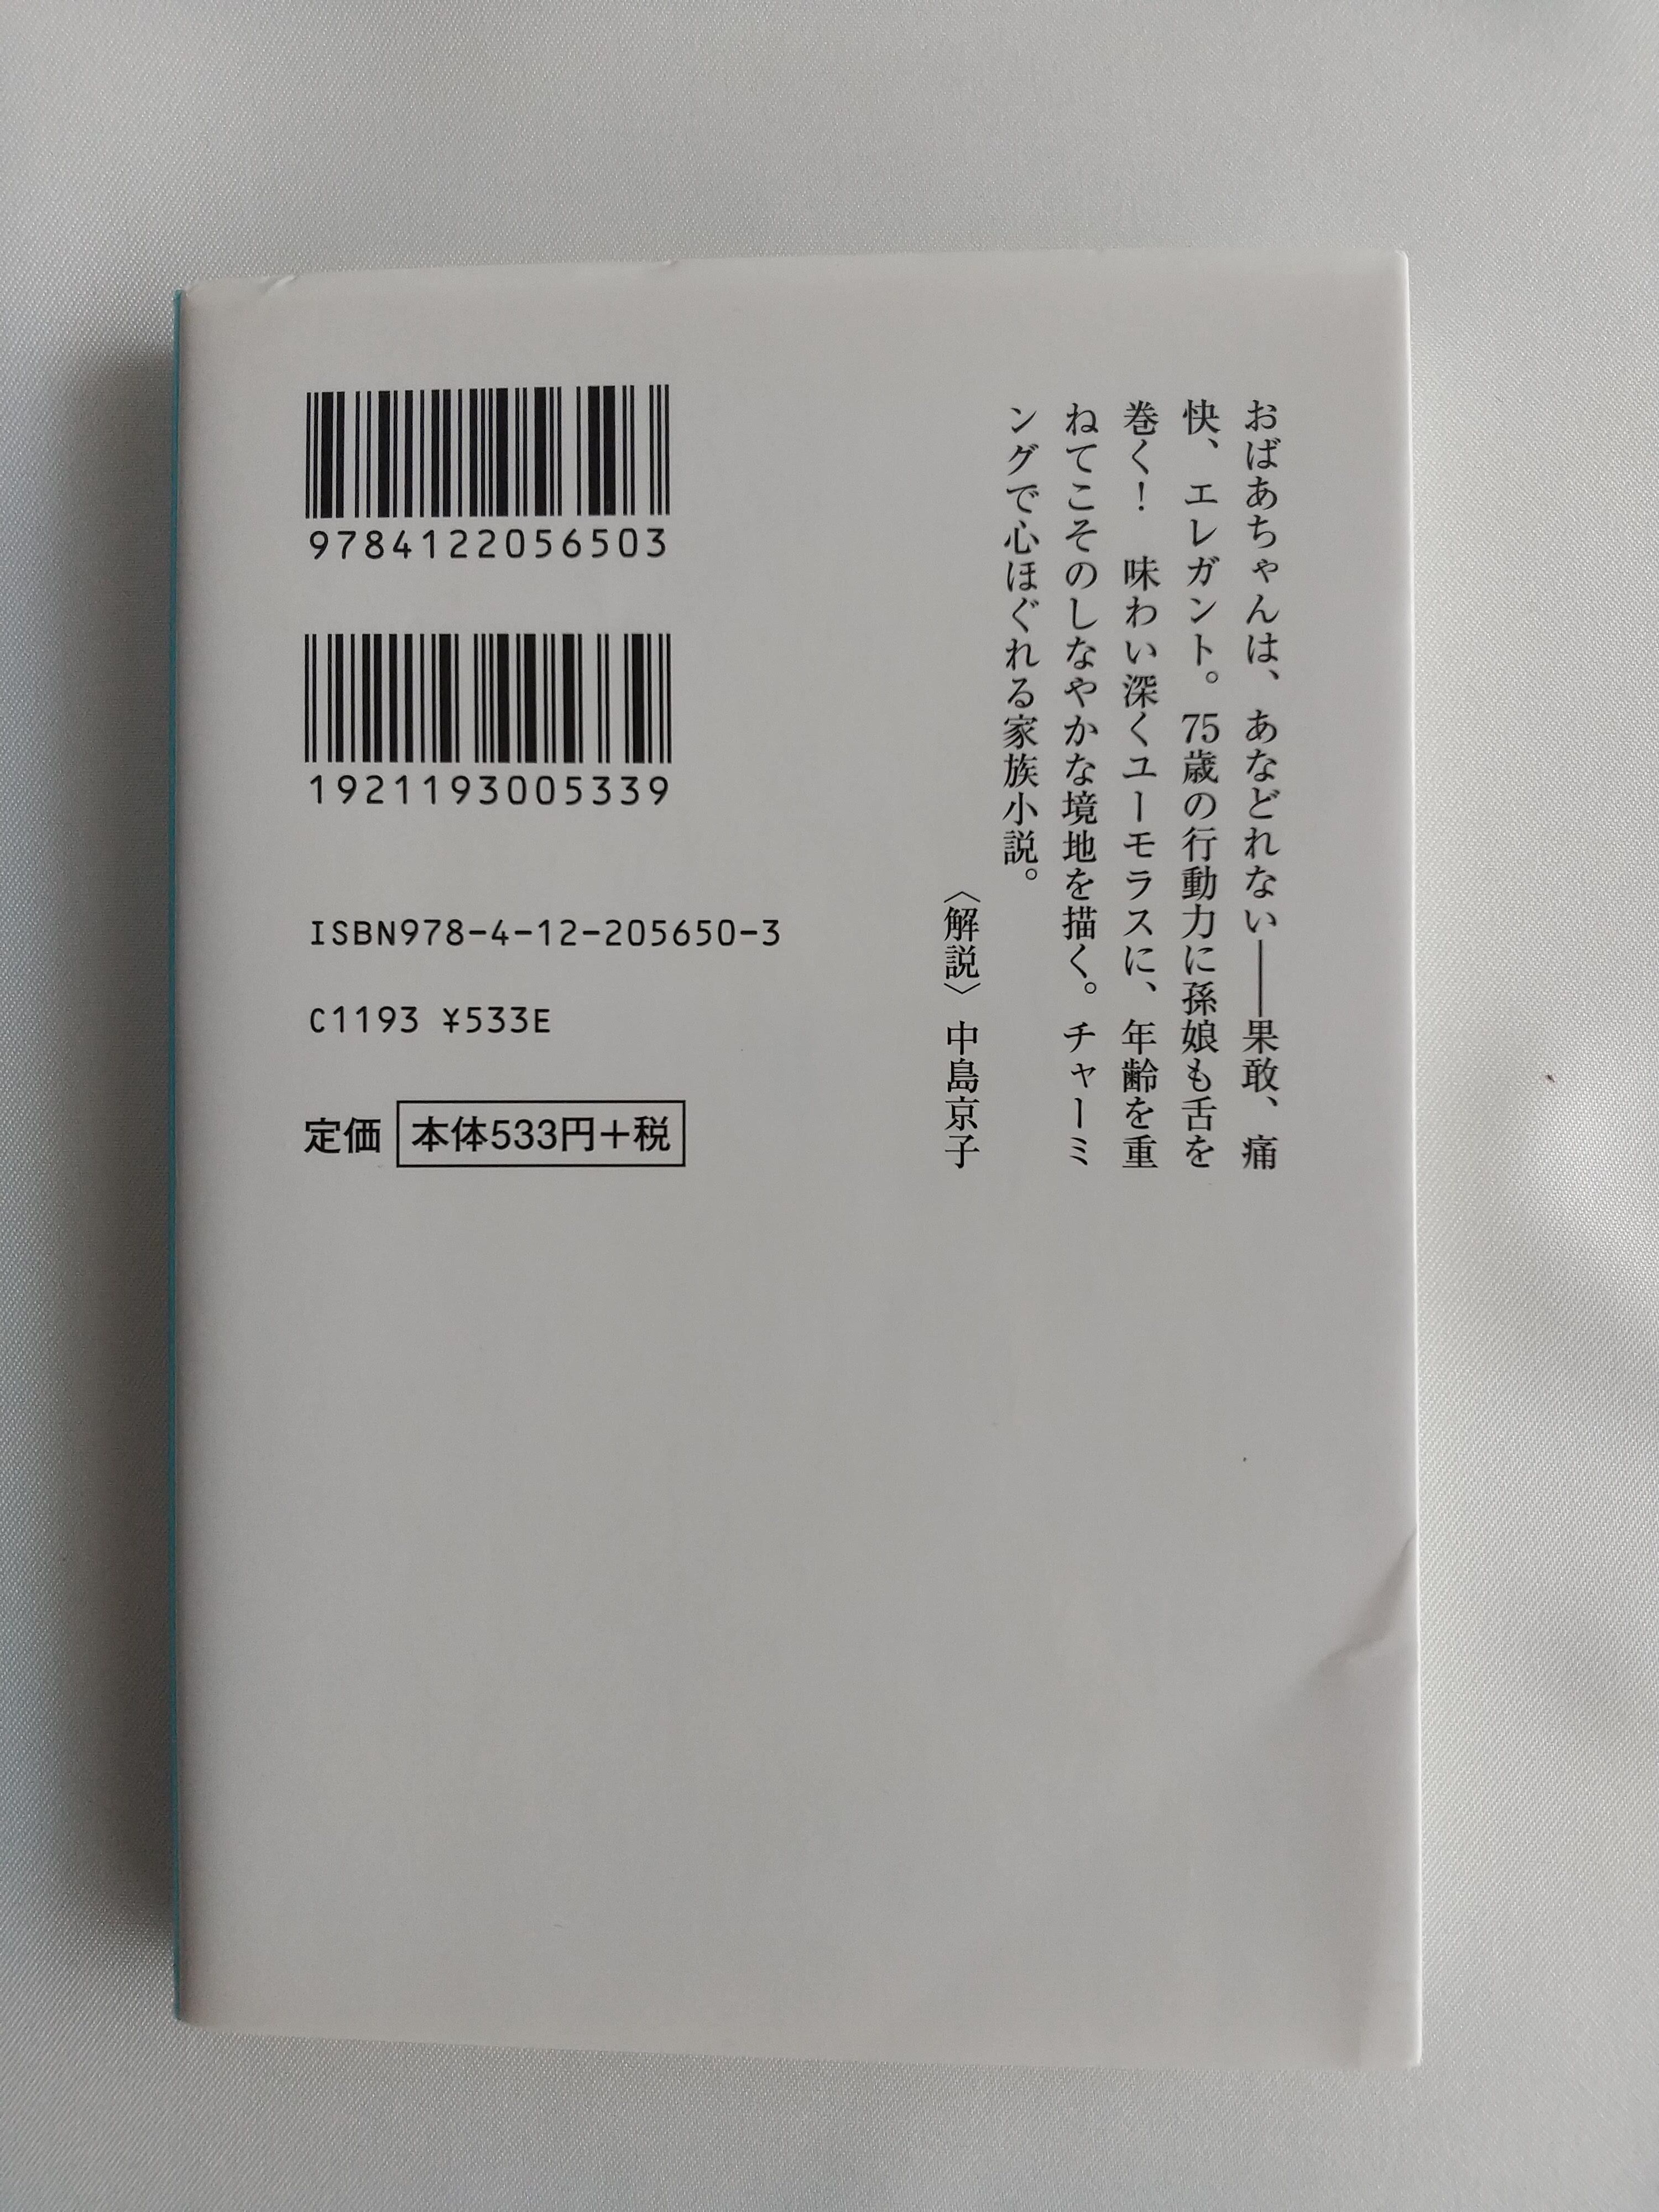 おばあちゃんは、あなどれない――果敢、痛
快、エレガント。75歳の行動力に孫娘も舌を
巻く！　味わい深くユーモラスに、年齢を重
ねてこそのしなやかな境地を描く。チャーミ
ングで心ほぐれる家族小説。
〈解説〉中島京子
9784122056503
1921193005339
ISBN978-4-12-205650-3
C1193 ¥533E
定価 本体533円+税